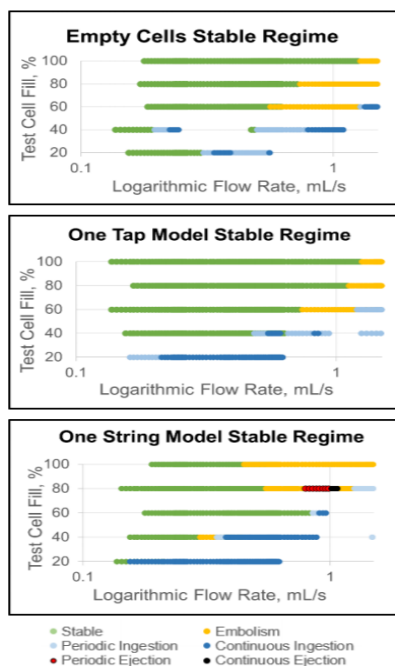 Empty Cells Stable Regime
Test Cell Fill, %
100
80
60
40
20
0.1 1
Logarithmic Flow Rate, mL/s
One Tap Model Stable Regime
Test Cell Fill, %
100
80
60
40
20
0.1 1
Logarithmic Flow Rate, mL/s
One String Model Stable Regime
Test Cell Fill, %
100
80
60
40
20
0.1 1
Logarithmic Flow Rate, mL/s
Stable Embolism
Periodic Ingestion Continuous Ingestion
Periodic Ejection Continuous Ejection